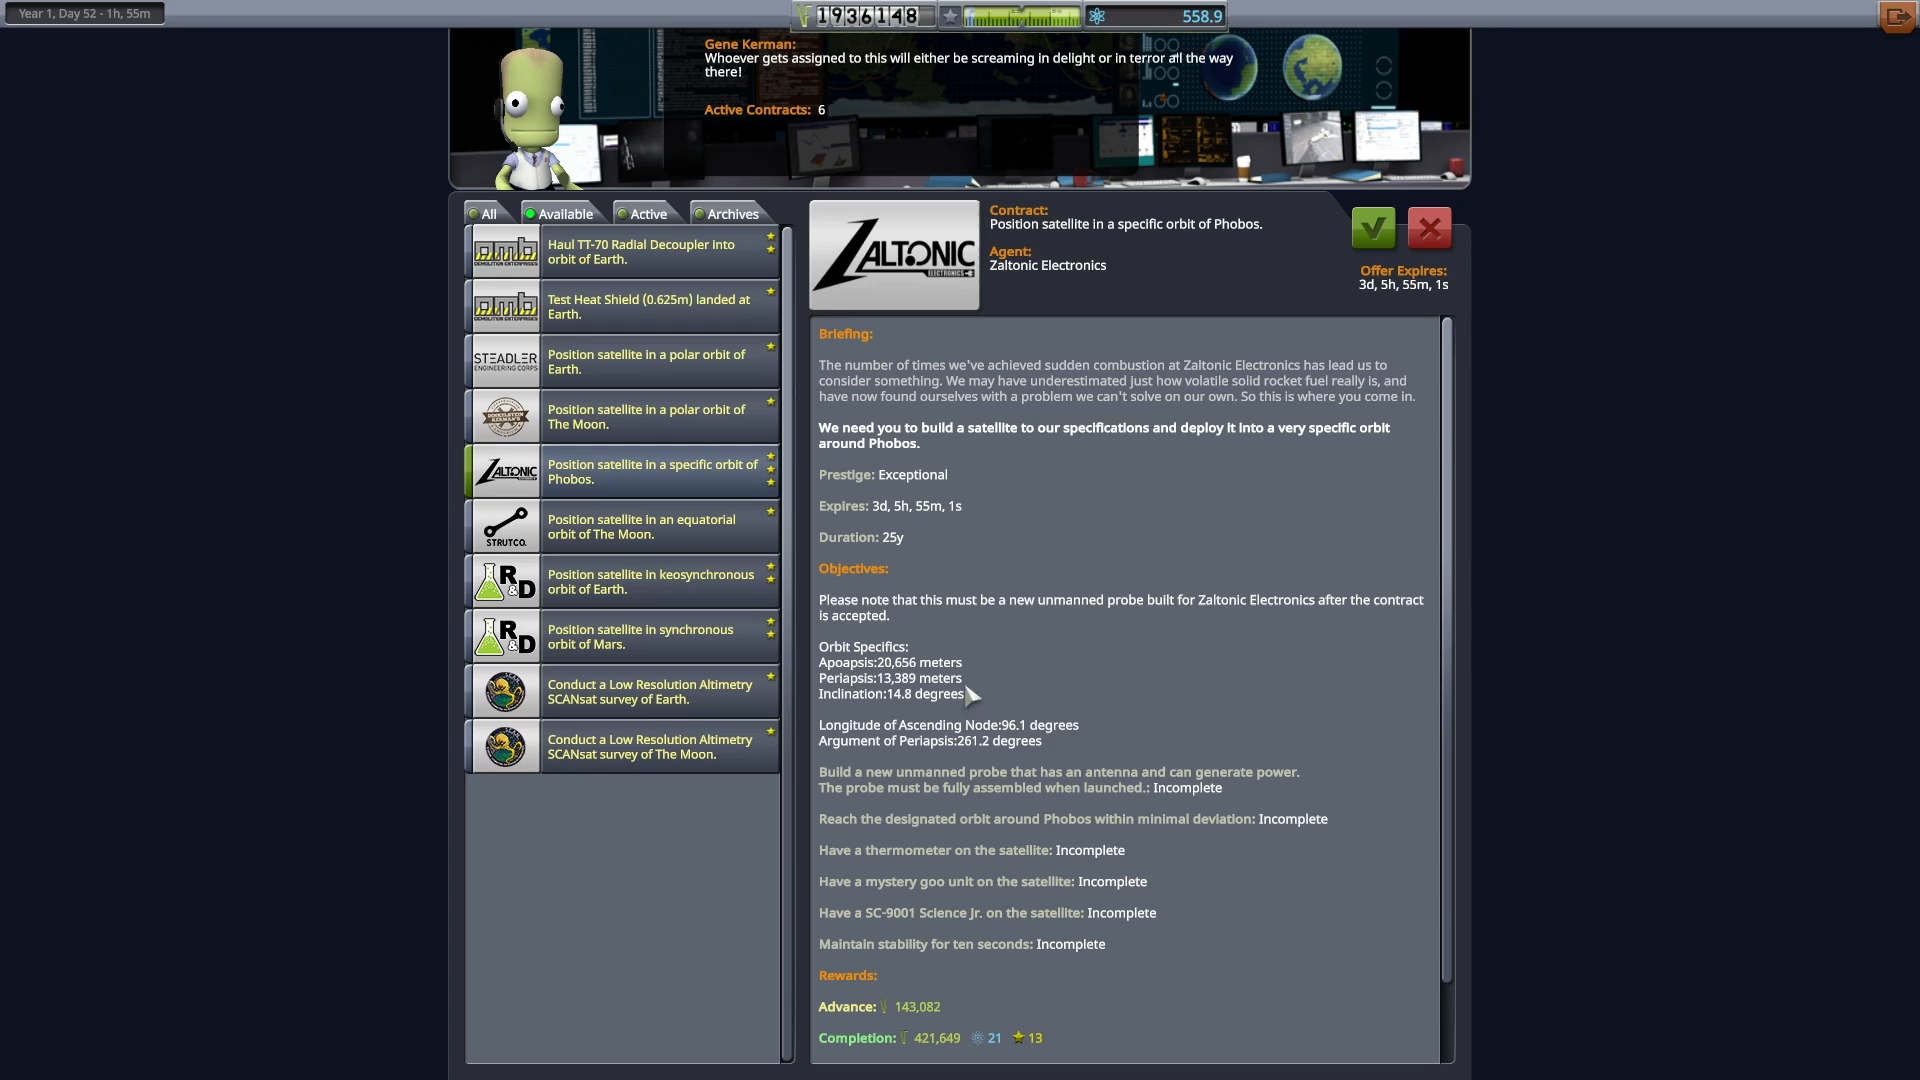 Year 1, Day 52 - 1h, 55m
1936148
558.9
Gene Kerman:
Whoever gets assigned to this will either be screaming in delight or in terror all the way
there!
Active Contracts: 6
All
Available
Active
Archives
Haul TT-70 Radial Decoupler into
orbit of Earth.
Test Heat Shield (0.625m) landed at
Earth.
STEADLER
ENGINEERING CORPS
Position satellite in a polar orbit of
Earth.
Position satellite in a polar orbit of
The Moon.
ZALTONIC
Position satellite in a specific orbit of
Phobos.
STRUTCO.
Position satellite in an equatorial
orbit of The Moon.
R&D
Position satellite in keosynchronous
orbit of Earth.
R&D
Position satellite in synchronous
orbit of Mars.
Conduct a Low Resolution Altimetry
SCANsat survey of Earth.
Conduct a Low Resolution Altimetry
SCANsat survey of The Moon.
ZALTONIC
ELECTRONICS
Contract:
Position satellite in a specific orbit of Phobos.
Agent:
Zaltonic Electronics
Offer Expires:
3d, 5h, 55m, 1s
Briefing:
The number of times we've achieved sudden combustion at Zaltonic Electronics has lead us to
consider something. We may have underestimated just how volatile solid rocket fuel really is, and
have now found ourselves with a problem we can't solve on our own. So this is where you come in.
We need you to build a satellite to our specifications and deploy it into a very specific orbit
around Phobos.
Prestige: Exceptional
Expires: 3d, 5h, 55m, 1s
Duration: 25y
Objectives:
Please note that this must be a new unmanned probe built for Zaltonic Electronics after the contract
is accepted.
Orbit Specifics:
Apoapsis:20,656 meters
Periapsis:13,389 meters
Inclination:14.8 degrees
Longitude of Ascending Node:96.1 degrees
Argument of Periapsis:261.2 degrees
Build a new unmanned probe that has an antenna and can generate power.
The probe must be fully assembled when launched.: Incomplete
Reach the designated orbit around Phobos within minimal deviation: Incomplete
Have a thermometer on the satellite: Incomplete
Have a mystery goo unit on the satellite: Incomplete
Have a SC-9001 Science Jr. on the satellite: Incomplete
Maintain stability for ten seconds: Incomplete
Rewards:
Advance: 143,082
Completion: 421,649 21 13